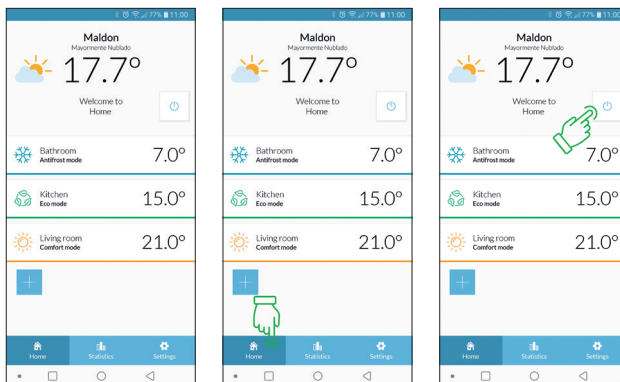 77% 11:00
Maldon
Mayormente Nublado
17.7°
Welcome to
Home
Bathroom
Antifrost mode
7.0°
Kitchen
Eco mode
15.0°
Living room
Comfort mode
21.0°
+
Home Statistics Settings
77% 11:00
Maldon
Mayormente Nublado
17.7°
Welcome to
Home
Bathroom
Antifrost mode
7.0°
Kitchen
Eco mode
15.0°
Living room
Comfort mode
21.0°
+
Home Statistics Settings
77% 11:00
Maldon
Mayormente Nublado
17.7°
Welcome to
Home
Bathroom
Antifrost mode
7.0°
Kitchen
Eco mode
15.0°
Living room
Comfort mode
21.0°
+
Home Statistics Settings